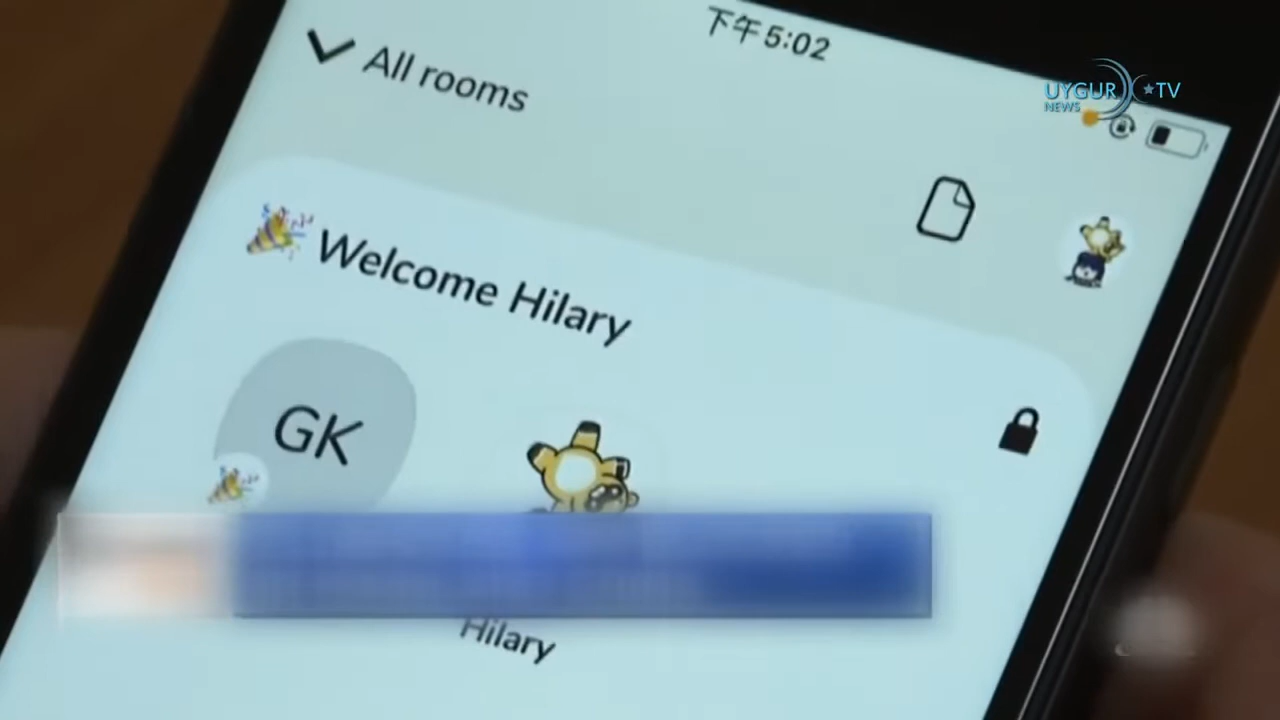 下午5:02
All rooms
UYGUR TV
NEWS
Welcome Hilary
GK
Hilary